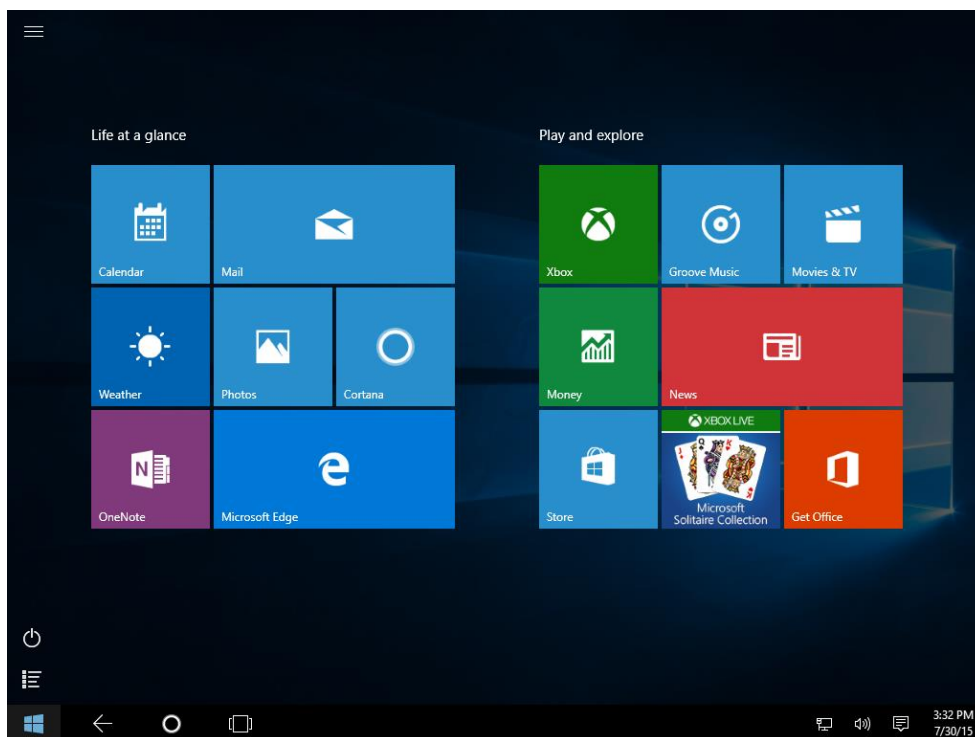 Life at a glance
Play and explore
Calendar
Mail
Xbox
Groove Music
Movies & TV
Weather
Photos
Cortana
Money
News
XBOX LIVE
N
OneNote
Microsoft Edge
Store
Microsoft
Solitaire Collection
Get Office
3:32 PM
7/30/15